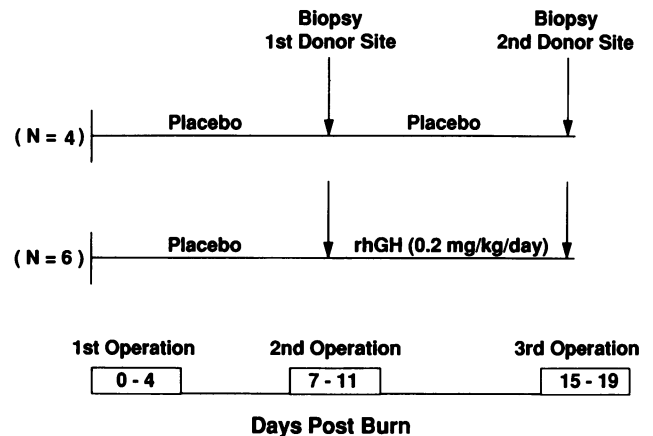 Biopsy
1st Donor Site
Biopsy
2nd Donor Site
Placebo
Placebo
( N = 4)
Placebo
rhGH (0.2 mg/kg/day)
( N = 6 )
1st Operation
2nd Operation
3rd Operation
0 - 4
7 - 11
15 - 19
Days Post Burn